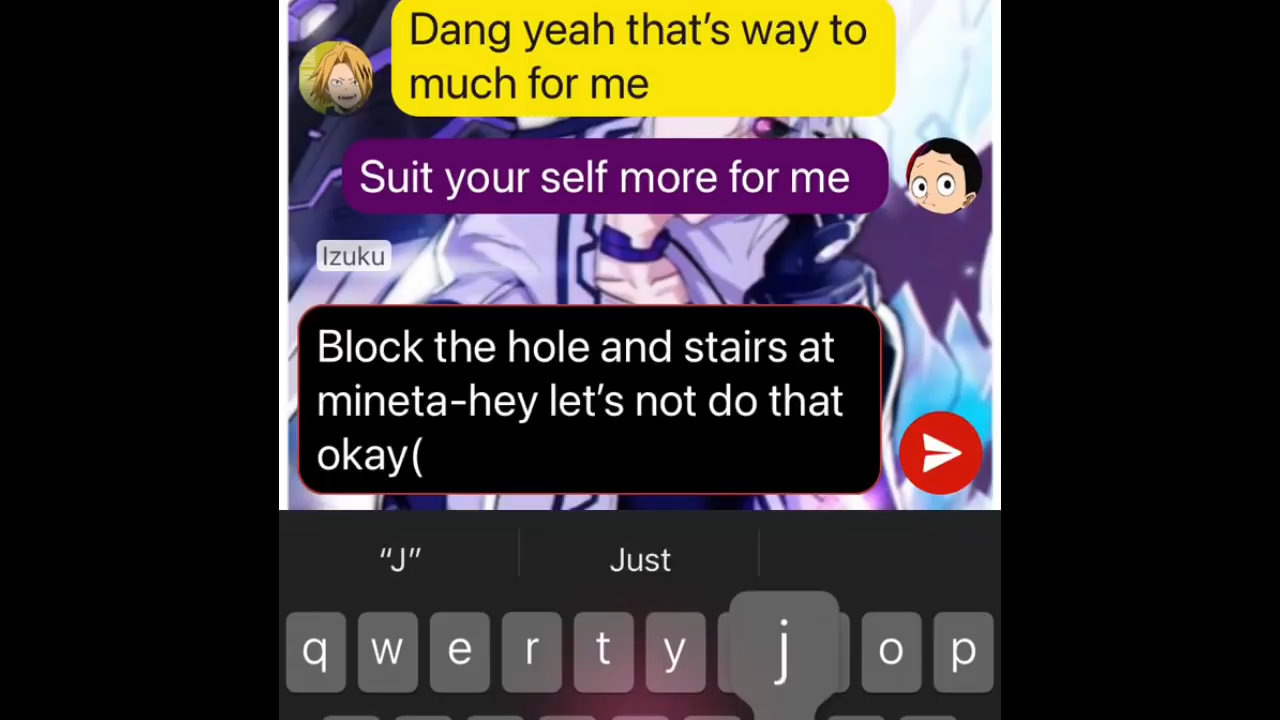 Dang yeah that's way to
much for me
Suit your self more for me
Izuku
Block the hole and stairs at
mineta-hey let's not do that
okay(
“J” Just
q w e r t y j o p